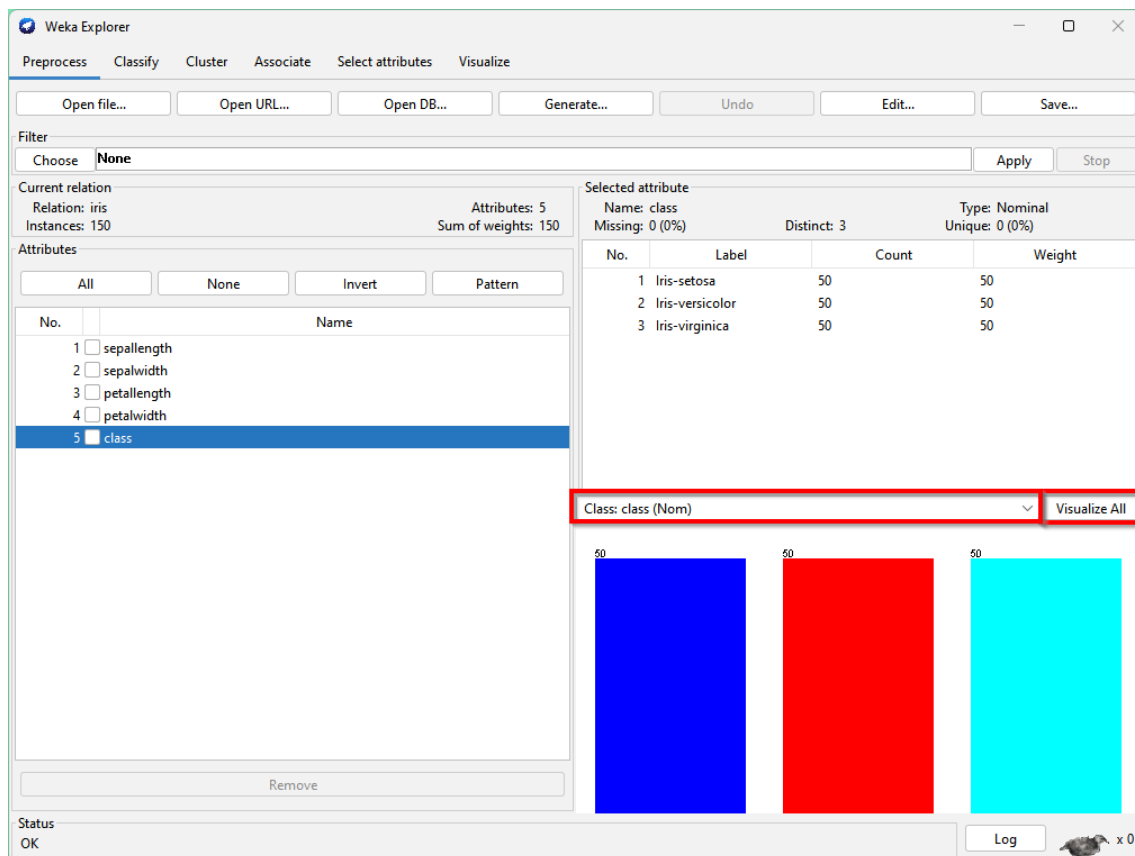 Weka Explorer
Preprocess Classify Cluster Associate Select attributes Visualize
Open file... Open URL... Open DB... Generate... Undo Edit... Save...
Filter
Choose None Apply Stop
Current relation
Relation: iris Attributes: 5
Instances: 150 Sum of weights: 150
Attributes
All None Invert Pattern
No. Name
1 sepallength
2 sepalwidth
3 petallength
4 petalwidth
5 class
Remove
Selected attribute
Name: class Type: Nominal
Missing: 0 (0%) Distinct: 3 Unique: 0 (0%)
No. Label Count Weight
1 Iris-setosa 50 50
2 Iris-versicolor 50 50
3 Iris-virginica 50 50
Class: class (Nom) Visualize All
50 50 50
Status
OK
Log x 0